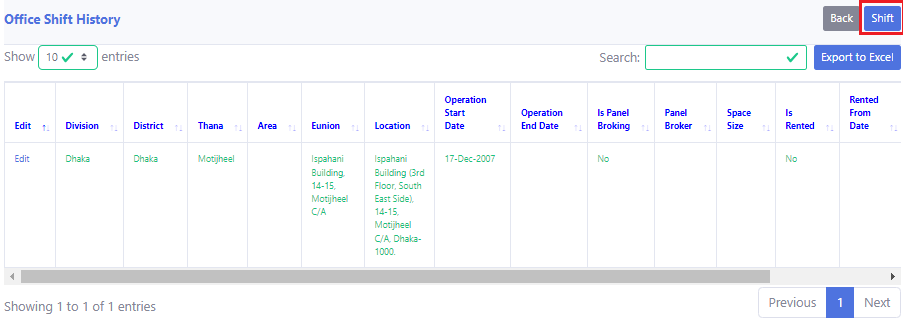 Office Shift History
Back
Shift
Show 10 entries
Search:
Export to Excel
Edit
Division
District
Thana
Area
Eunion
Location
Operation
Start
Date
Operation
End Date
Is Panel
Broking
Panel
Broker
Space
Size
Is
Rented
Rented
From
Date
Edit
Dhaka
Dhaka
Motijheel
Ispahani
Building,
14-15,
Motijheel
C/A
Ispahani
Building (3rd
Floor, South
East Side),
14-15,
Motijheel
C/A, Dhaka-
1000.
17-Dec-2007
No
No
Showing 1 to 1 of 1 entries
Previous
1
Next